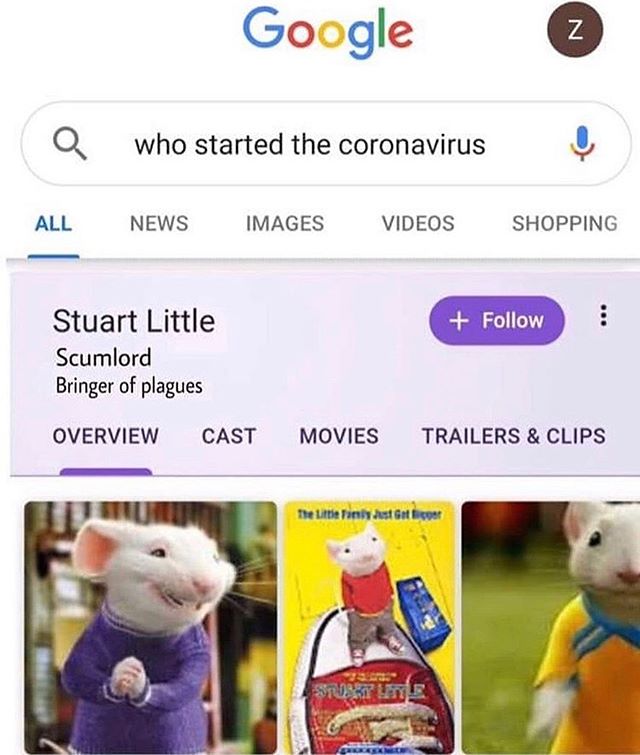 Google
Z
who started the coronavirus
ALL NEWS IMAGES VIDEOS SHOPPING
Stuart Little
+ Follow
Scumlord
Bringer of plagues
OVERVIEW CAST MOVIES TRAILERS & CLIPS
The Little Family Just Got Bigger
STUART LITTLE